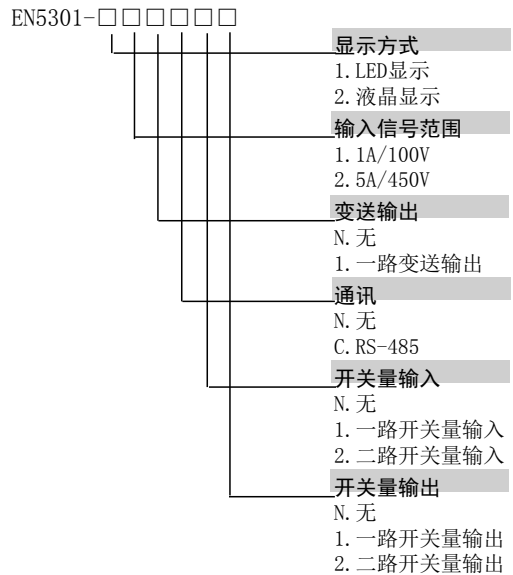 EN5301-□□□□□□
显示方式
1.LED显示
2.液晶显示
输入信号范围
1.1A/100V
2.5A/450V
变送输出
N.无
1.一路变送输出
通讯
N.无
C.RS-485
开关量输入
N.无
1.一路开关量输入
2.二路开关量输入
开关量输出
N.无
1.一路开关量输出
2.二路开关量输出